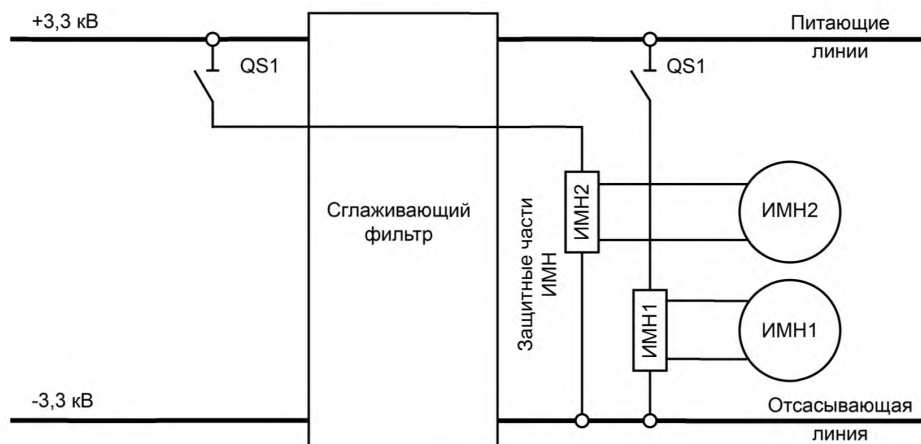 +3,3 кВ
QS1
Сглаживающий
фильтр
Питающие
линии
QS1
Защитные части
ИМН
ИМН2
ИМН2
ИМН1
ИМН1
-3,3 кВ
Отсасывающая
линия